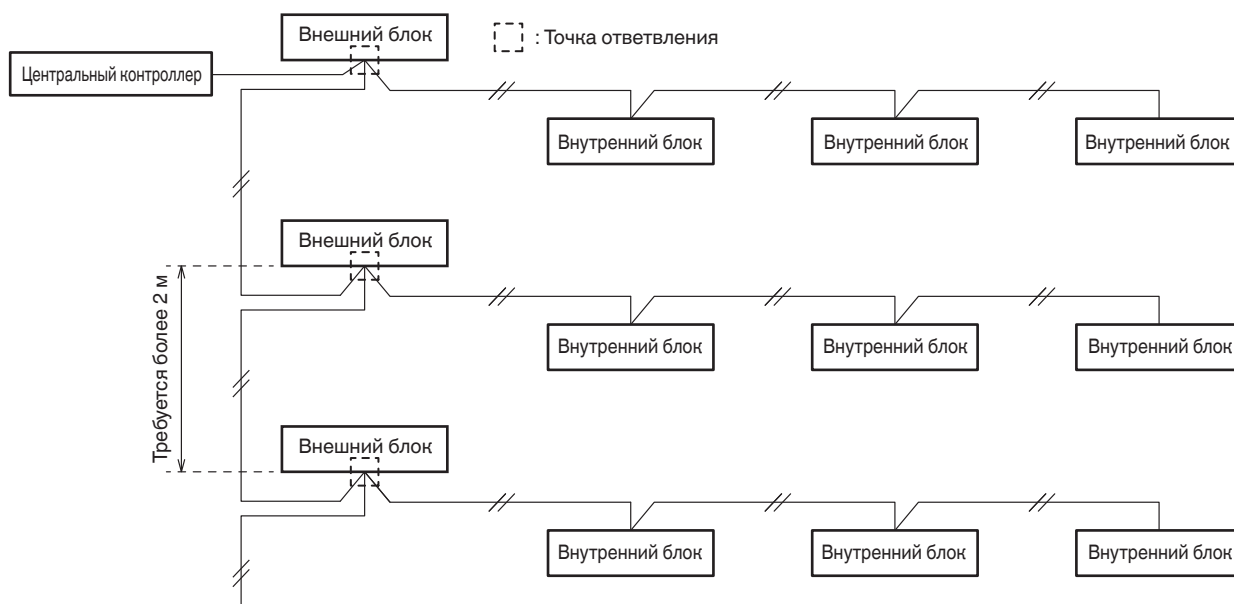 Внешний блок
: Точка ответвления
Центральный контроллер
Внутренний блок
Внутренний блок
Внутренний блок
Внешний блок
Требуется более 2 м
Внутренний блок
Внутренний блок
Внутренний блок
Внешний блок
Внутренний блок
Внутренний блок
Внутренний блок